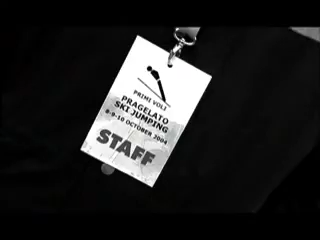 PRIMI VOLI
PRAGELATO
SKI JUMPING
8-9-10 OCTOBER 2004
STAFF